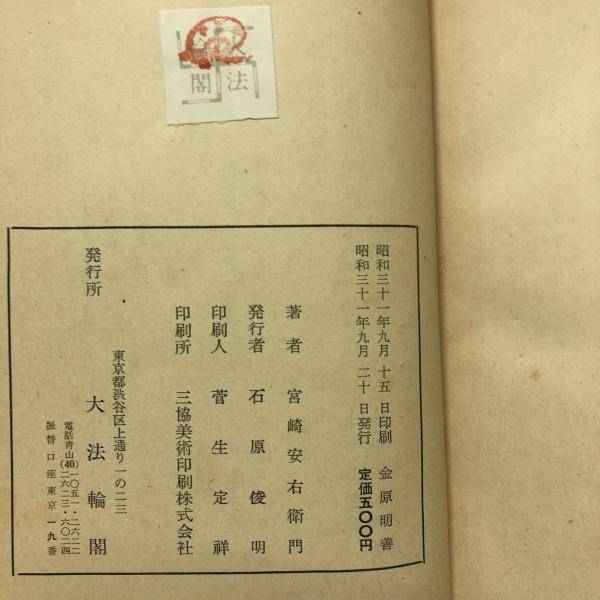 大法
輪閣
昭和三十一年九月 十五 日印刷 金原明善
昭和三十一年九月 二十 日発行 定価五〇〇円
著者 宮崎安右衛門
発行者 石原俊明
印刷人 菅生定祥
印刷所 三協美術印刷株式会社
東京都渋谷区上通り一の二三
発行所 大法輪閣
電話青山(40)一〇五一・二六二二
二六二三・六〇二四
振替口座東京一九番